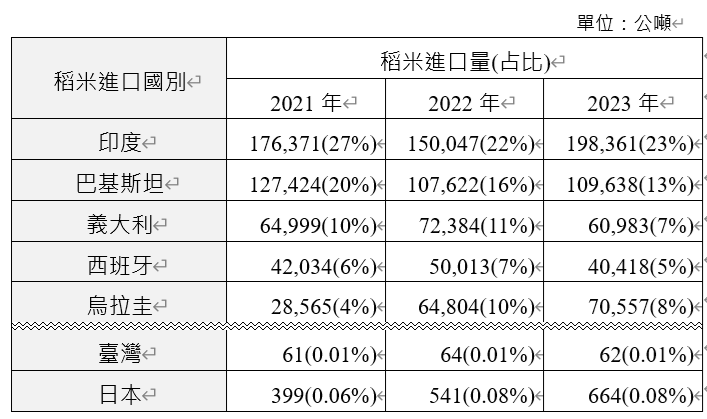 單位：公噸
稻米進口國別 稻米進口量(占比)
2021 年 2022 年 2023 年
印度 176,371(27%) 150,047(22%) 198,361(23%)
巴基斯坦 127,424(20%) 107,622(16%) 109,638(13%)
義大利 64,999(10%) 72,384(11%) 60,983(7%)
西班牙 42,034(6%) 50,013(7%) 40,418(5%)
烏拉圭 28,565(4%) 64,804(10%) 70,557(8%)
臺灣 61(0.01%) 64(0.01%) 62(0.01%)
日本 399(0.06%) 541(0.08%) 664(0.08%)